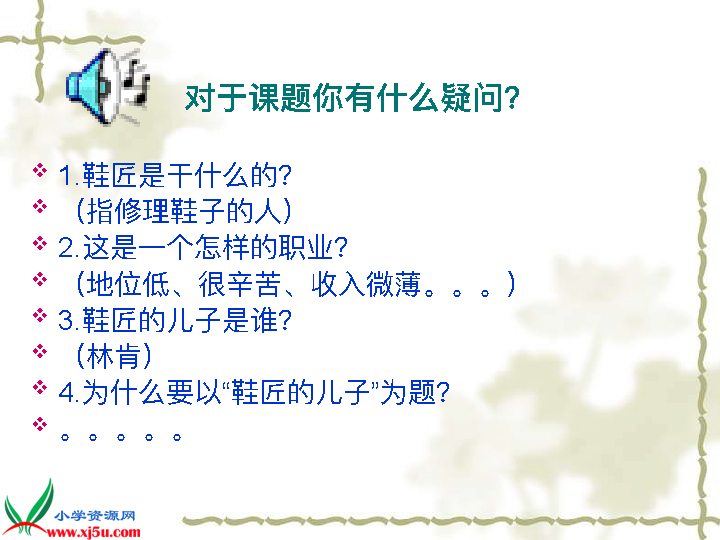 对于课题你有什么疑问?
1.鞋匠是干什么的?
（指修理鞋子的人）
2.这是一个怎样的职业?
（地位低、很辛苦、收入微薄。。。）
3.鞋匠的儿子是谁?
（林肯）
4.为什么要以“鞋匠的儿子”为题?
。。。。。
小学资源网
www.xj5u.com